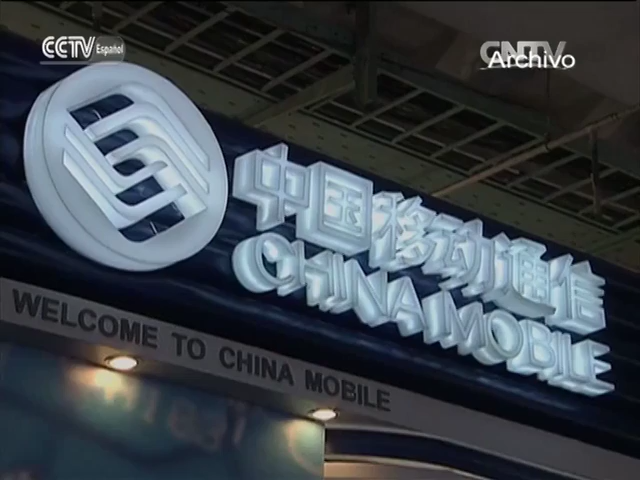 CCTV Español
CNTV
Archivo
中国移动通信
CHINA MOBILE
WELCOME TO CHINA MOBILE